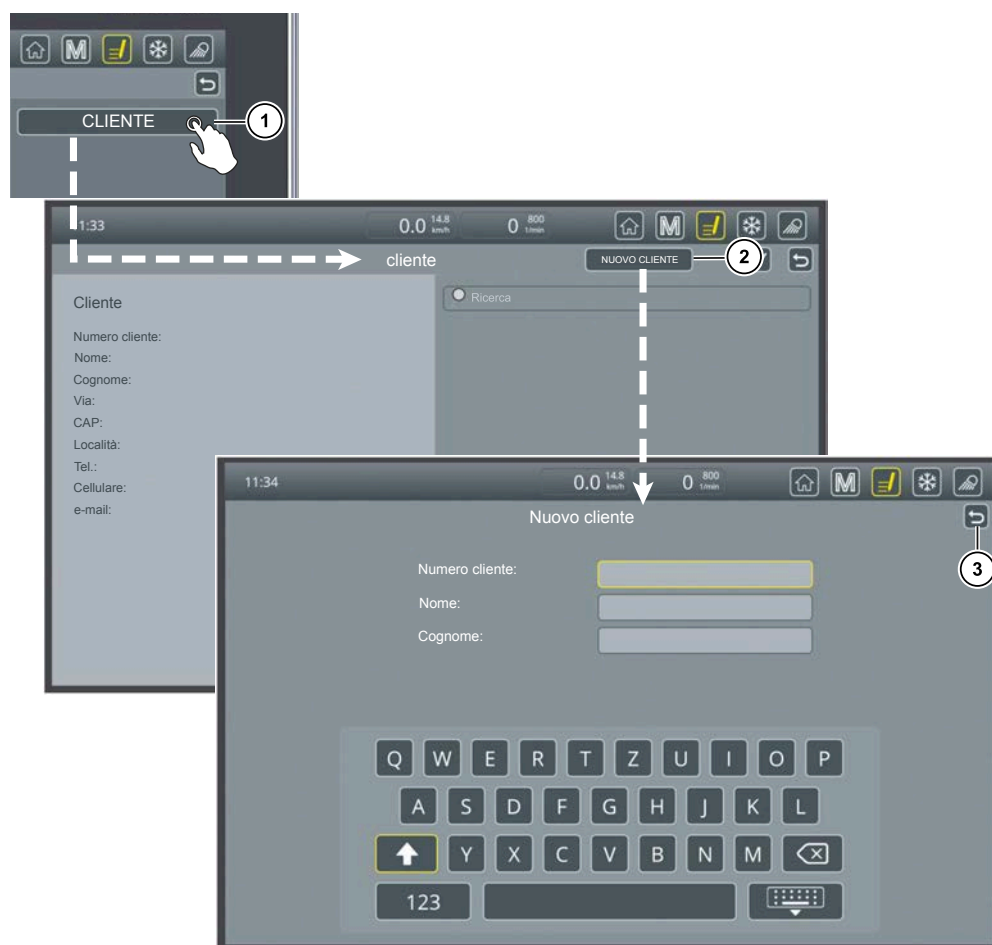 M
CLIENTE
1
1:33
0.0 14.8 km/h
0 800 1/min
M
cliente
NUOVO CLIENTE
2
Cliente
Ricerca
Numero cliente:
Nome:
Cognome:
Via:
CAP:
Località:
Tel.:
Cellulare:
e-mail:
11:34
0.0 14.8 km/h
0 800 1/min
M
Nuovo cliente
3
Numero cliente:
Nome:
Cognome:
Q W E R T Z U I O P
A S D F G H J K L
Y X C V B N M
123